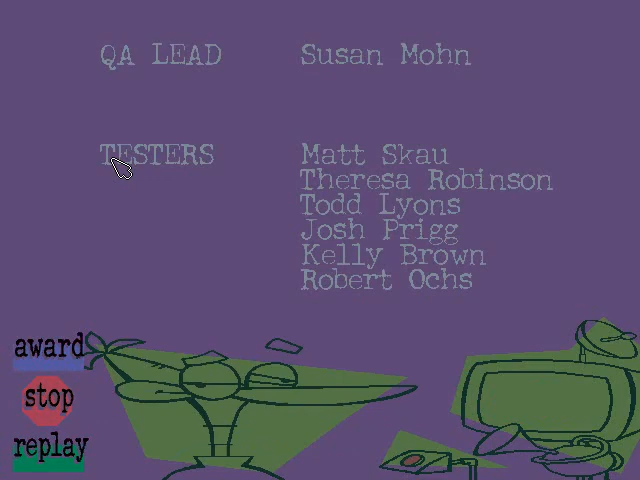 QA LEAD Susan Mohn
TESTERS Matt Skau
Theresa Robinson
Todd Lyons
Josh Prigg
Kelly Brown
Robert Ochs
award
stop
replay